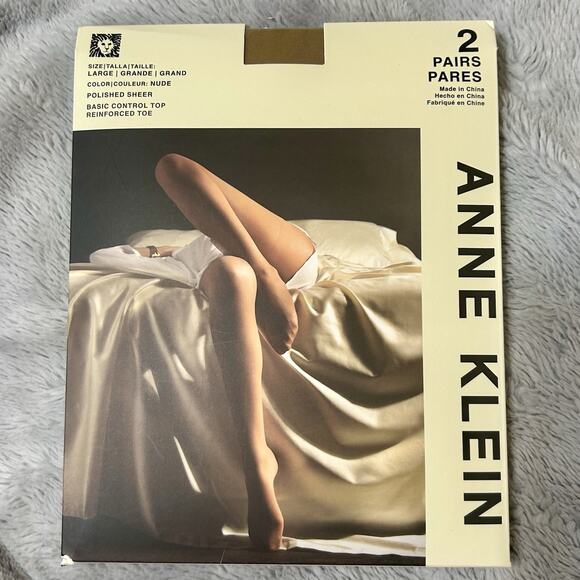 SIZE|TALLA|TAILLE:
LARGE | GRANDE | GRAND
COLOR|COULEUR: NUDE
POLISHED SHEER
BASIC CONTROL TOP
REINFORCED TOE
2
PAIRS
PARES
Made in China
Hecho en China
Fabriqué en Chine
ANNE KLEIN